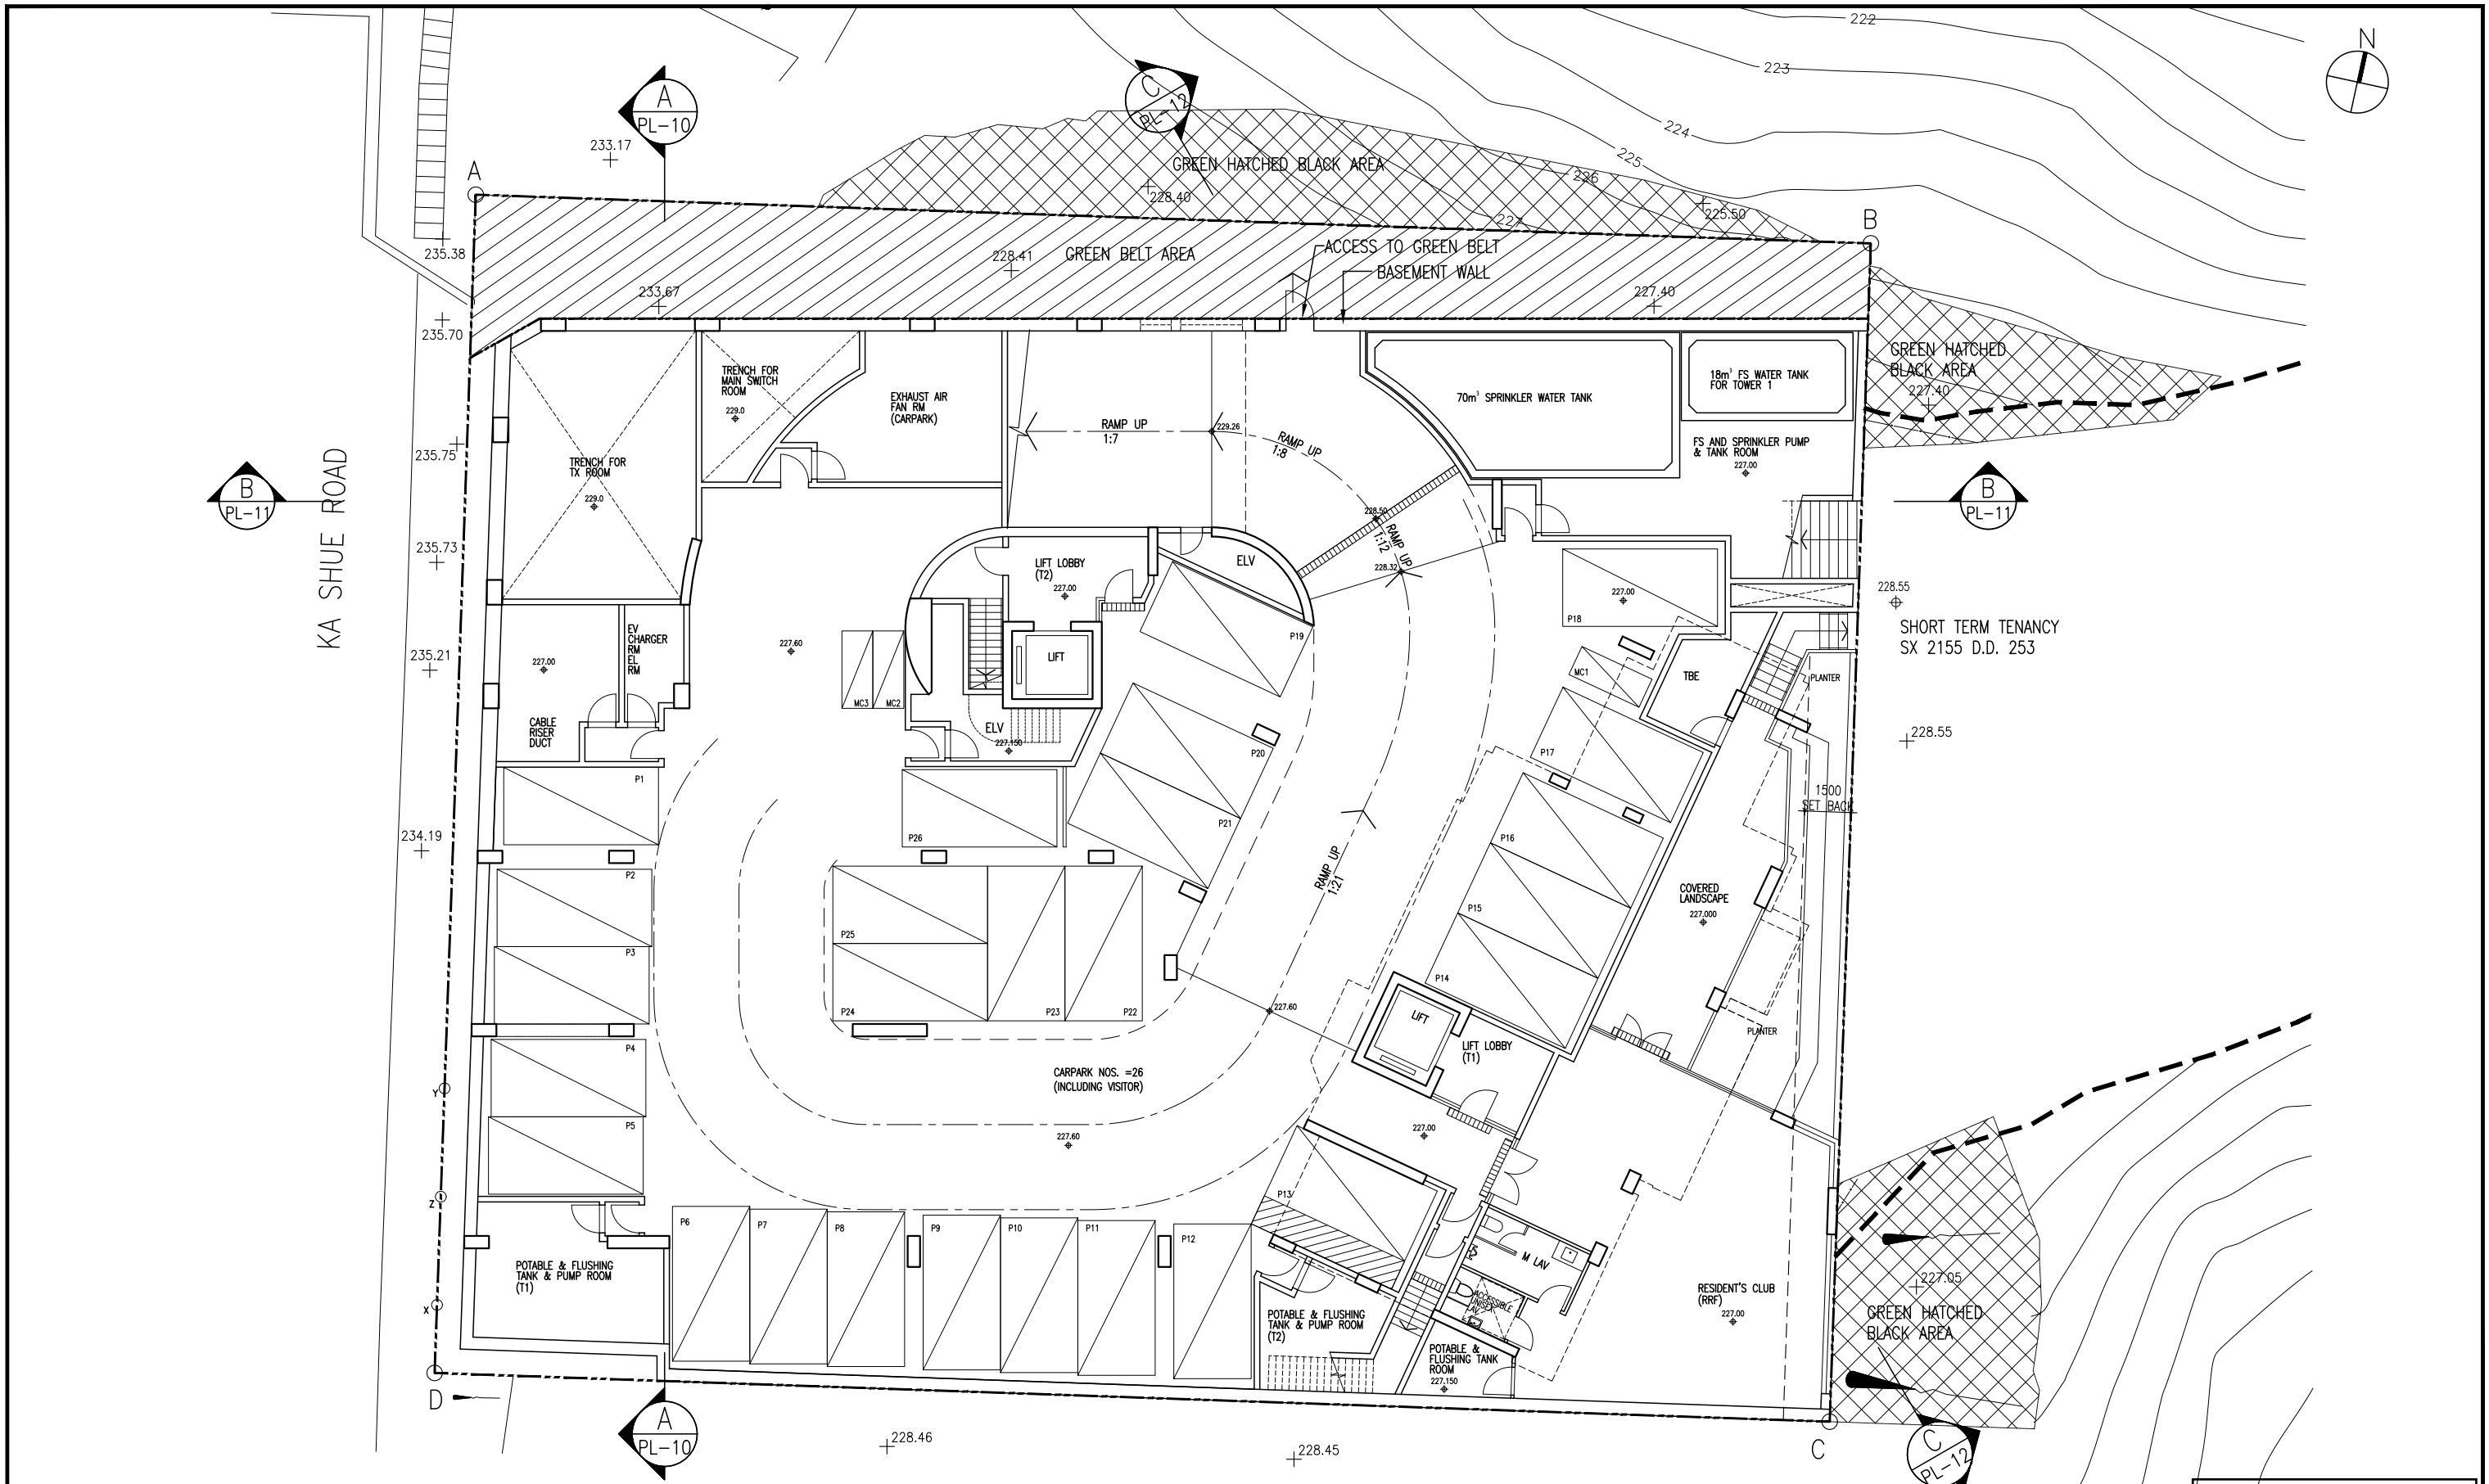 222
N
223
A
PL-10
C
PL-12
224
233.17
225
GREEN HATCHED BLACK AREA
226
A
228.40
225.50
227
B
235.38
GREEN BELT AREA
228.41
ACCESS TO GREEN BELT
BASEMENT WALL
233.67
227.40
235.70
GREEN HATCHED
BLACK AREA
227.40
TRENCH FOR
MAIN SWITCH
ROOM
229.0
EXHAUST AIR
FAN RM
(CARPARK)
RAMP UP
1:7
229.26
RAMP UP
1:8
70m³ SPRINKLER WATER TANK
18m³ FS WATER TANK
FOR TOWER 1
FS AND SPRINKLER PUMP
& TANK ROOM
227.00
235.75
TRENCH FOR
TX ROOM
229.0
B
PL-11
KA SHUE ROAD
B
PL-11
228.50
RAMP UP
1:12
228.32
235.73
LIFT LOBBY
(T2)
227.00
ELV
227.00
P18
228.55
SHORT TERM TENANCY
SX 2155 D.D. 253
EV
CHARGER
RM
EL
RM
227.60
P19
235.21
227.00
LIFT
MC1
TBE
PLANTER
MC3
MC2
CABLE
RISER
DUCT
ELV
227.150
P20
P17
228.55
P1
1500
SET BACK
P21
234.19
P26
P16
RAMP UP
1:21
P2
COVERED
LANDSCAPE
227.000
P15
P25
P3
P14
P24
P23
P22
227.60
LIFT
PLANTER
P4
LIFT LOBBY
(T1)
CARPARK NOS. =26
(INCLUDING VISITOR)
Y
P5
227.60
227.00
Z
P13
P6
P7
P8
P9
P10
P11
P12
M LAV
POTABLE & FLUSHING
TANK & PUMP ROOM
(T1)
RESIDENT'S CLUB
(RRF)
227.00
227.05
GREEN HATCHED
BLACK AREA
X
ACCESSIBLE
UNISEX
LAV
POTABLE & FLUSHING
TANK & PUMP ROOM
(T2)
POTABLE &
FLUSHING TANK
ROOM
227.150
D
A
PL-10
228.46
228.45
C
C
PL-12